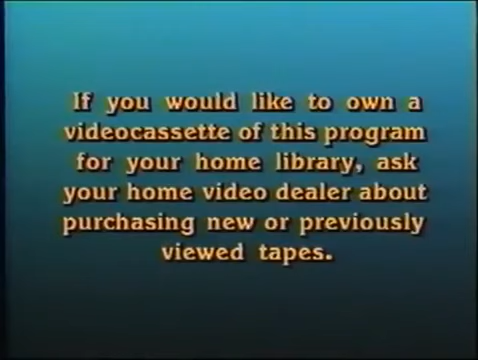 If you would like to own a
videocassette of this program
for your home library, ask
your home video dealer about
purchasing new or previously
viewed tapes.